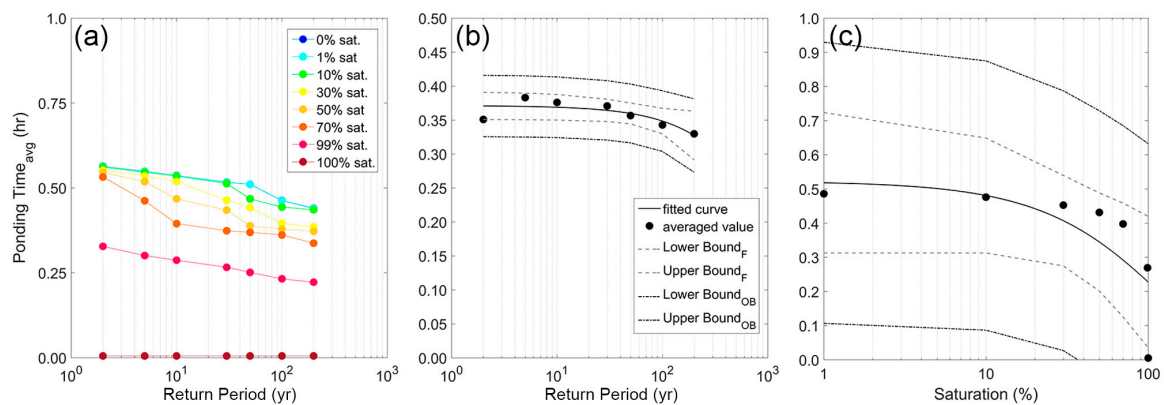 (a)
Ponding Time_avg (hr)
1.0
0.75
0.50
0.25
0.00
10^0
10^1
10^2
10^3
Return Period (yr)
0% sat.
1% sat
10% sat.
30% sat.
50% sat.
70% sat.
99% sat.
100% sat.
(b)
0.50
0.45
0.40
0.35
0.30
0.25
0.20
0.15
0.10
0.05
0.00
10^0
10^1
10^2
10^3
Return Period (yr)
fitted curve
averaged value
Lower Bound_F
Upper Bound_F
Lower Bound_OB
Upper Bound_OB
(c)
1.0
0.9
0.8
0.7
0.6
0.5
0.4
0.3
0.2
0.1
0.0
1
10
100
Saturation (%)